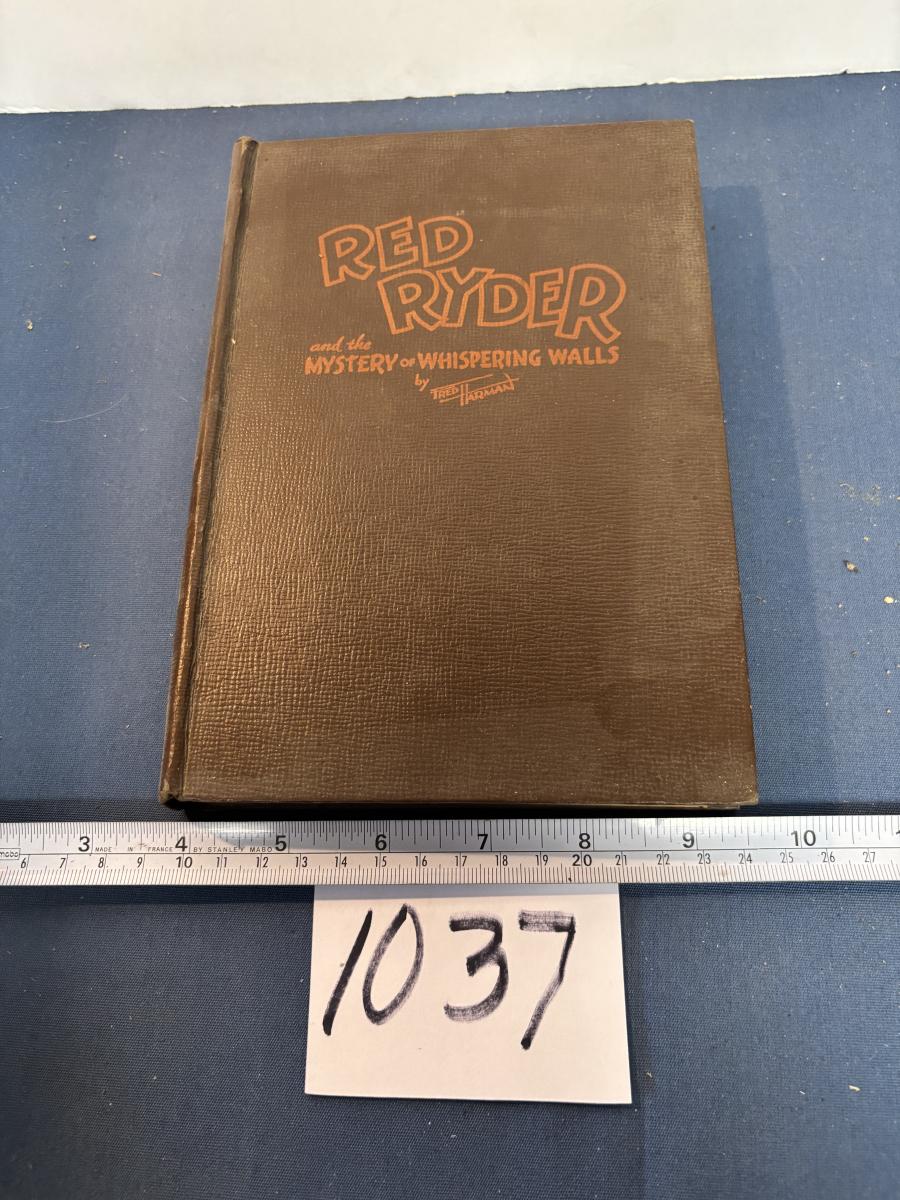 RED
RYDER
and the
MYSTERY OF WHISPERING WALLS
by FRED HARMAN
3 MADE IN FRANCE 4 BY STANLEY MABO 5 6 7 8 9 10
mabo 6 7 8 9 10 11 12 13 14 15 16 17 18 19 20 21 22 23 24 25 26 27
1037